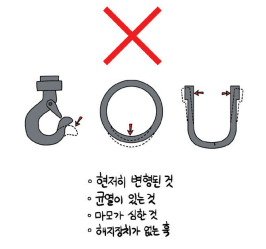 ◦ 현저히 변형된 것
◦ 균열이 있는것
◦ 마모가 심한 것
◦ 해지장치가 없는 훅